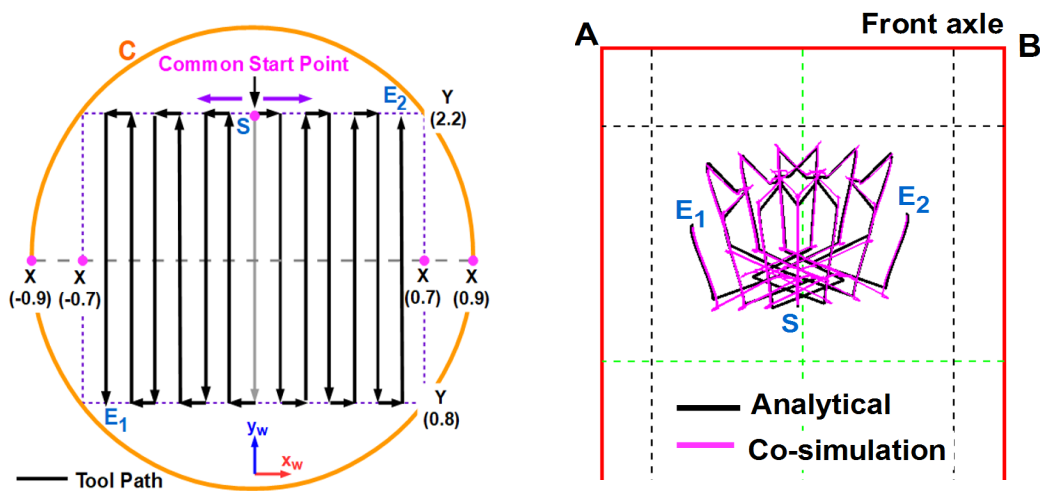 C
Common Start Point
E2
Y
(2.2)
S
X
(-0.9)
X
(-0.7)
X
(0.7)
X
(0.9)
Y
(0.8)
E1
yw
xw
Tool Path
A
Front axle
B
E1
E2
S
Analytical
Co-simulation